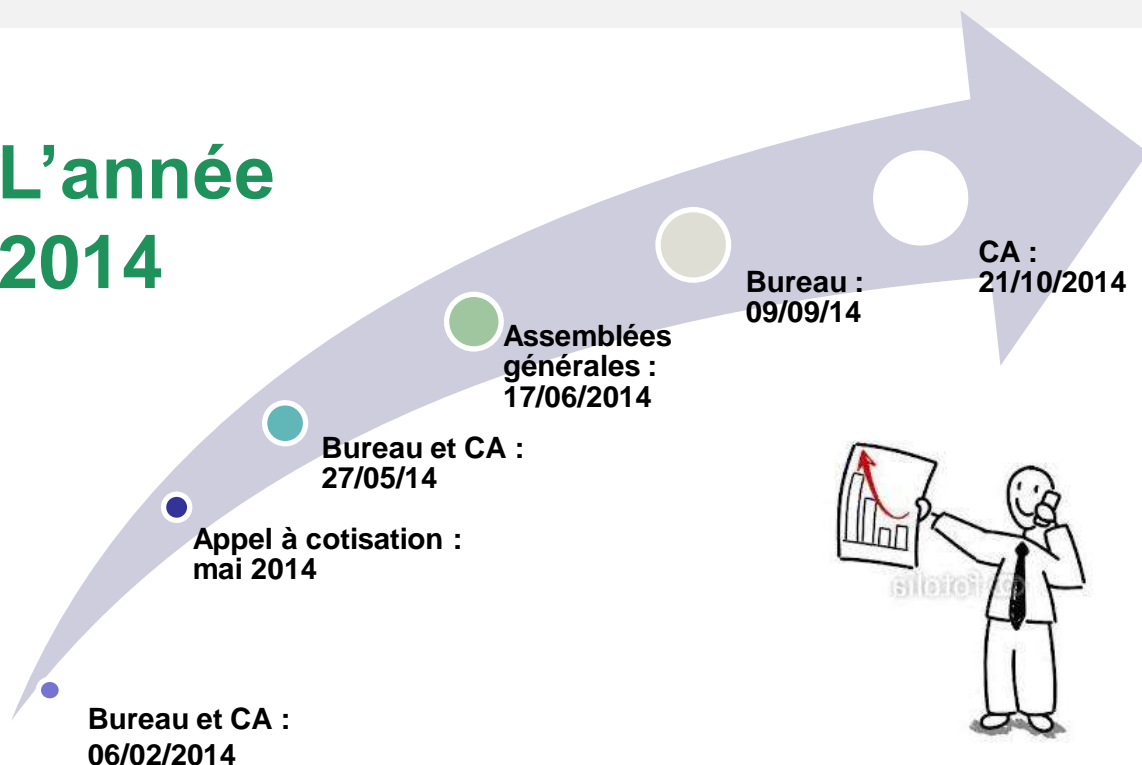 L’année
2014
CA :
21/10/2014
Bureau :
09/09/14
Assemblées
générales :
17/06/2014
Bureau et CA :
27/05/14
Appel à cotisation :
mai 2014
Bureau et CA :
06/02/2014
© fotolia